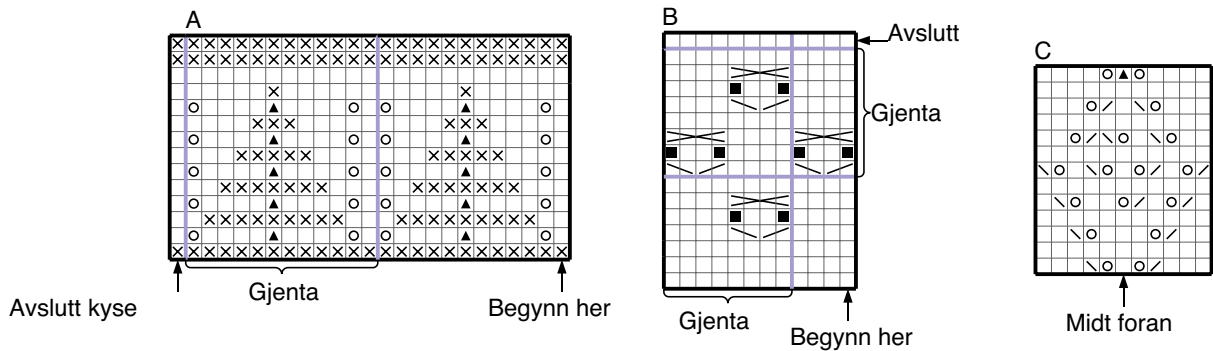 A
Avslutt kyse
Gjenta
Begynn her
B
Avslutt
Gjenta
Gjenta
Begynn her
C
Midt foran